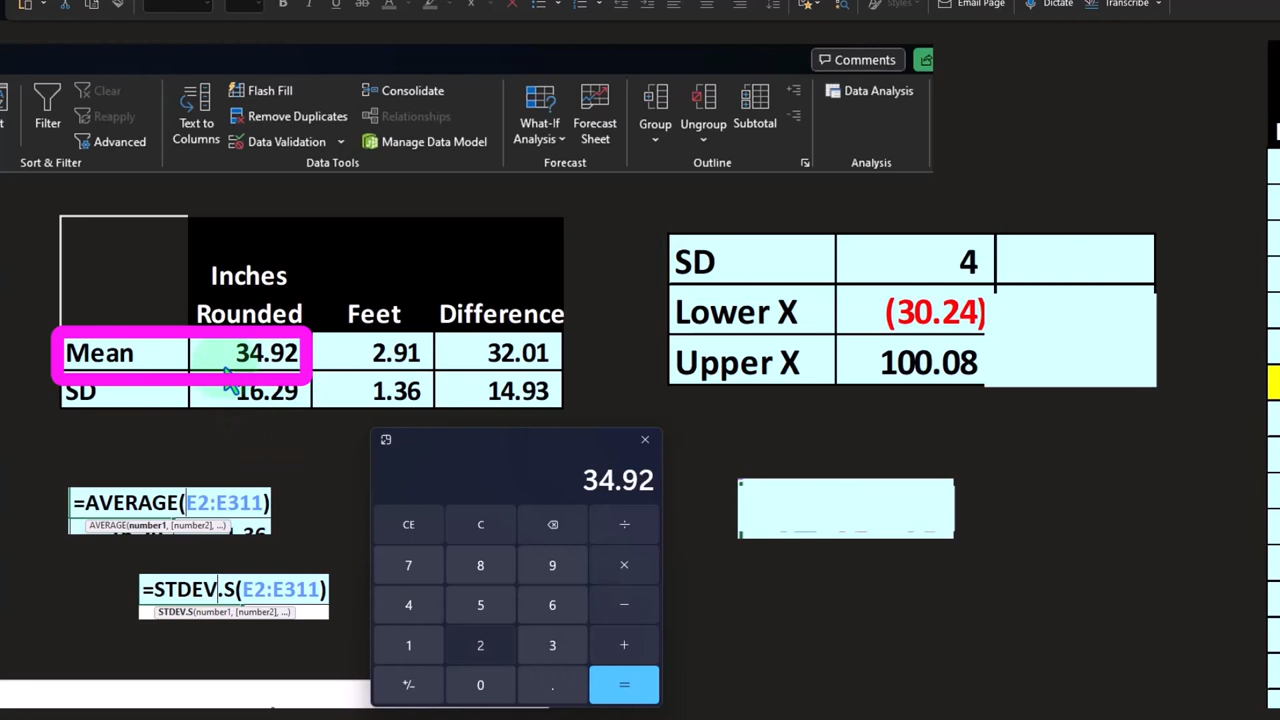 Styles
Email Page
Dictate
Transcribe
Comments
Filter
Clear
Reapply
Advanced
Sort & Filter
Text to
Columns
Flash Fill
Remove Duplicates
Data Validation
Consolidate
Relationships
Manage Data Model
Data Tools
What-If
Analysis
Forecast
Sheet
Forecast
Group
Ungroup
Subtotal
Outline
Data Analysis
Analysis
Inches
Rounded Feet Difference
Mean 34.92 2.91 32.01
SD 16.29 1.36 14.93
SD 4
Lower X (30.24)
Upper X 100.08
=AVERAGE(E2:E311)
AVERAGE(number1, [number2], ...)
=STDEV.S(E2:E311)
STDEV.S(number1, [number2], ...)
34.92
CE C ÷
7 8 9 ×
4 5 6 −
1 2 3 +
+/- 0 . =